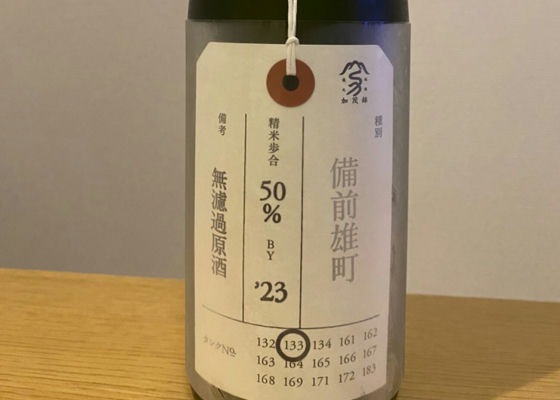 加茂錦
種別
備前雄町
精米歩合
50
%
BY
'23
備考
無濾過原酒
タンクNo.
132 133 134 161 162
163 164 165 166 167
168 169 171 172 183